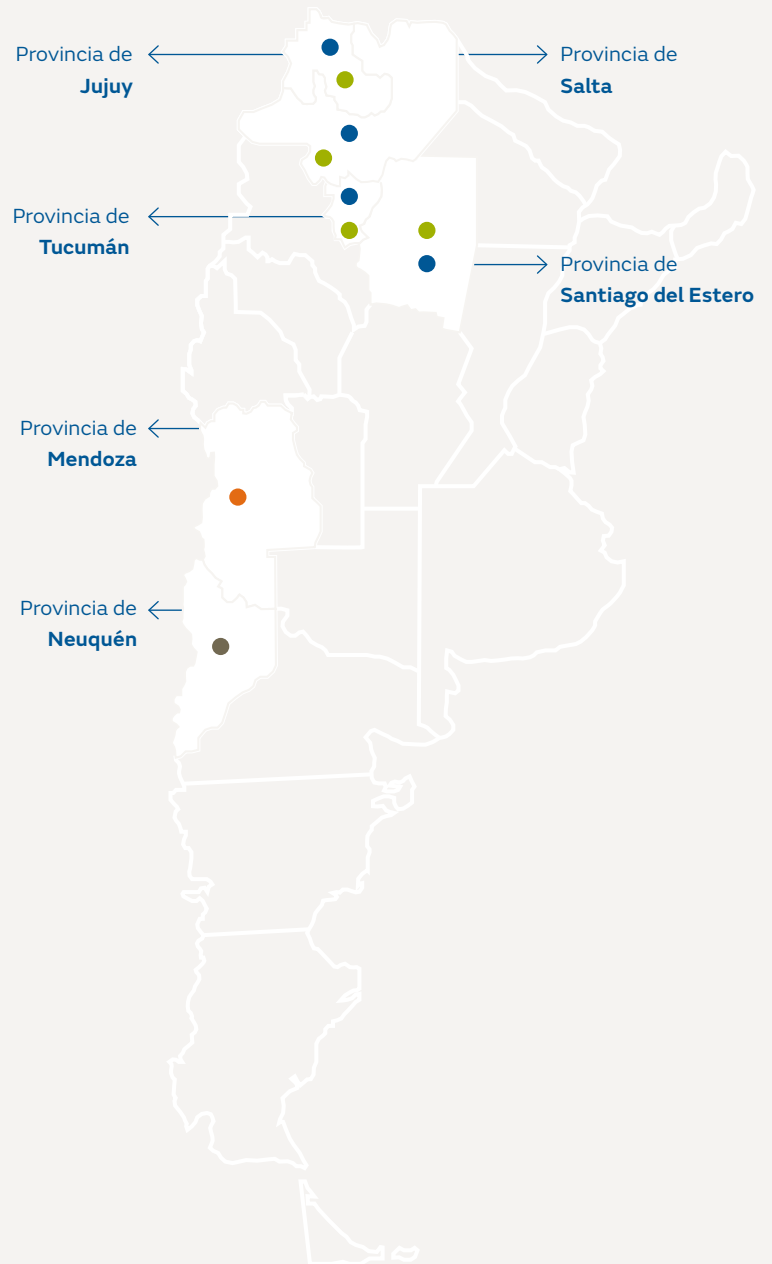 Provincia de
Jujuy
Provincia de
Salta
Provincia de
Tucumán
Provincia de
Santiago del Estero
Provincia de
Mendoza
Provincia de
Neuquén